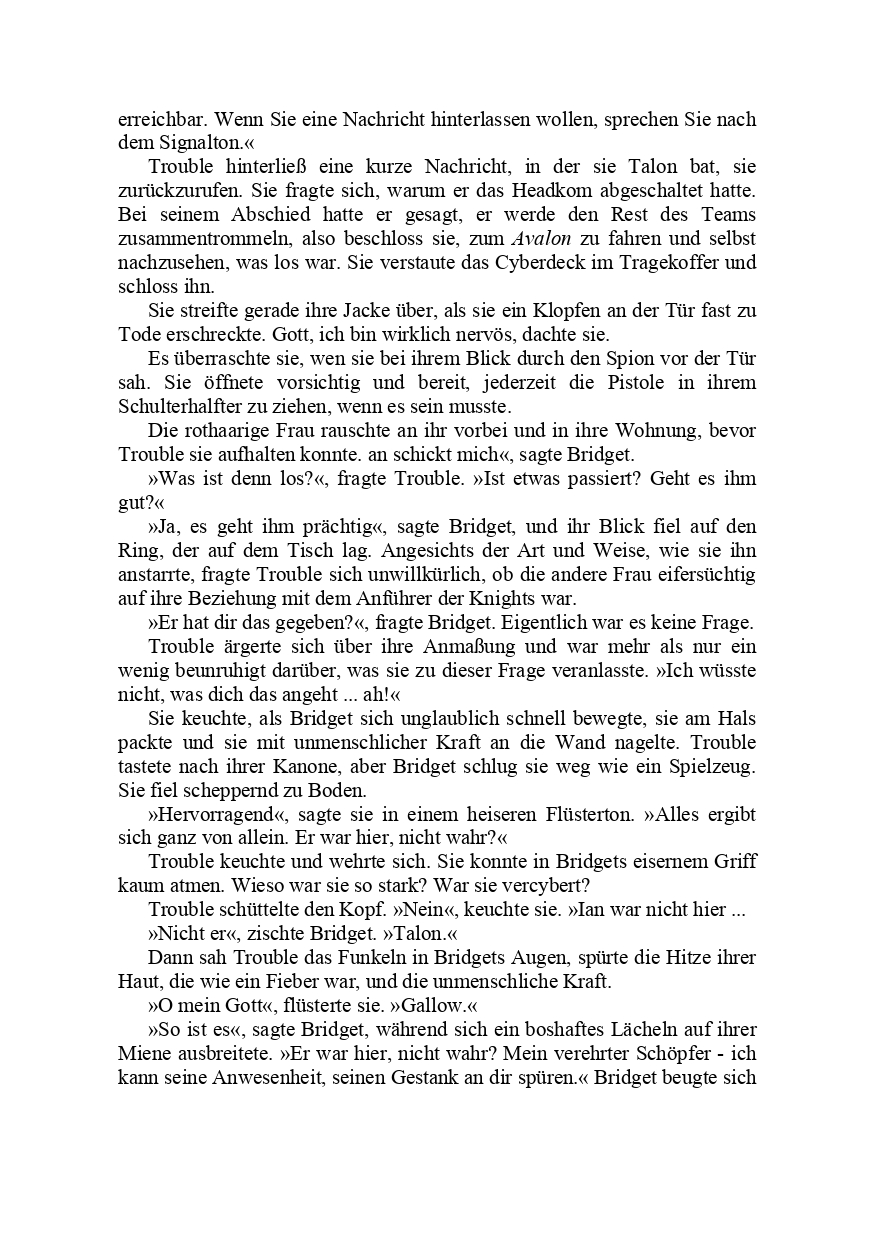 erreichbar. Wenn Sie eine Nachricht hinterlassen wollen, sprechen Sie nach
dem Signalton.«
Trouble hinterließ eine kurze Nachricht, in der sie Talon bat, sie
zurückzurufen. Sie fragte sich, warum er das Headkom abgeschaltet hatte.
Bei seinem Abschied hatte er gesagt, er werde den Rest des Teams
zusammentrommeln, also beschloss sie, zum Avalon zu fahren und selbst
nachzusehen, was los war. Sie verstaute das Cyberdeck im Tragekoffer und
schloss ihn.
Sie streifte gerade ihre Jacke über, als sie ein Klopfen an der Tür fast zu
Tode erschreckte. Gott, ich bin wirklich nervös, dachte sie.
Es überraschte sie, wen sie bei ihrem Blick durch den Spion vor der Tür
sah. Sie öffnete vorsichtig und bereit, jederzeit die Pistole in ihrem
Schulterhalfter zu ziehen, wenn es sein musste.
Die rothaarige Frau rauschte an ihr vorbei und in ihre Wohnung, bevor
Trouble sie aufhalten konnte. an schickt mich«, sagte Bridget.
»Was ist denn los?«, fragte Trouble. »Ist etwas passiert? Geht es ihm
gut?«
»Ja, es geht ihm prächtig«, sagte Bridget, und ihr Blick fiel auf den
Ring, der auf dem Tisch lag. Angesichts der Art und Weise, wie sie ihn
anstarrte, fragte Trouble sich unwillkürlich, ob die andere Frau eifersüchtig
auf ihre Beziehung mit dem Anführer der Knights war.
»Er hat dir das gegeben?«, fragte Bridget. Eigentlich war es keine Frage.
Trouble ärgerte sich über ihre Anmaßung und war mehr als nur ein
wenig beunruhigt darüber, was sie zu dieser Frage veranlasste. »Ich wüsste
nicht, was dich das angeht ... ah!«
Sie keuchte, als Bridget sich unglaublich schnell bewegte, sie am Hals
packte und sie mit unmenschlicher Kraft an die Wand nagelte. Trouble
tastete nach ihrer Kanone, aber Bridget schlug sie weg wie ein Spielzeug.
Sie fiel scheppernd zu Boden.
»Hervorragend«, sagte sie in einem heiseren Flüsterton. »Alles ergibt
sich ganz von allein. Er war hier, nicht wahr?«
Trouble keuchte und wehrte sich. Sie konnte in Bridgets eisernem Griff
kaum atmen. Wieso war sie so stark? War sie vercybert?
Trouble schüttelte den Kopf. »Nein«, keuchte sie. »Ian war nicht hier ...
»Nicht er«, zischte Bridget. »Talon.«
Dann sah Trouble das Funkeln in Bridgets Augen, spürte die Hitze ihrer
Haut, die wie ein Fieber war, und die unmenschliche Kraft.
»O mein Gott«, flüsterte sie. »Gallow.«
»So ist es«, sagte Bridget, während sich ein boshaftes Lächeln auf ihrer
Miene ausbreitete. »Er war hier, nicht wahr? Mein verehrter Schöpfer - ich
kann seine Anwesenheit, seinen Gestank an dir spüren.« Bridget beugte sich